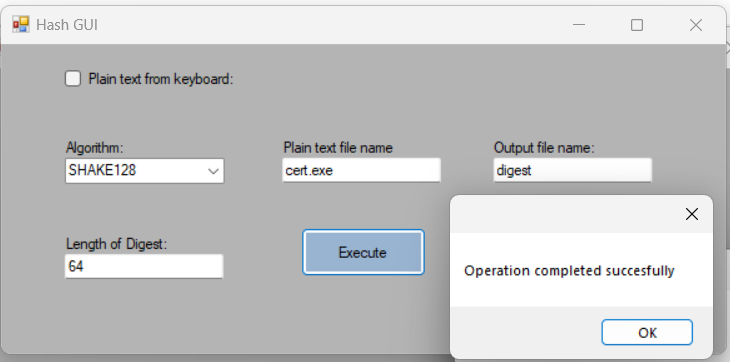 Hash GUI
Plain text from keyboard:
Algorithm:
SHAKE128
Plain text file name
cert.exe
Output file name:
digest
Length of Digest:
64
Execute
Operation completed succesfully
OK